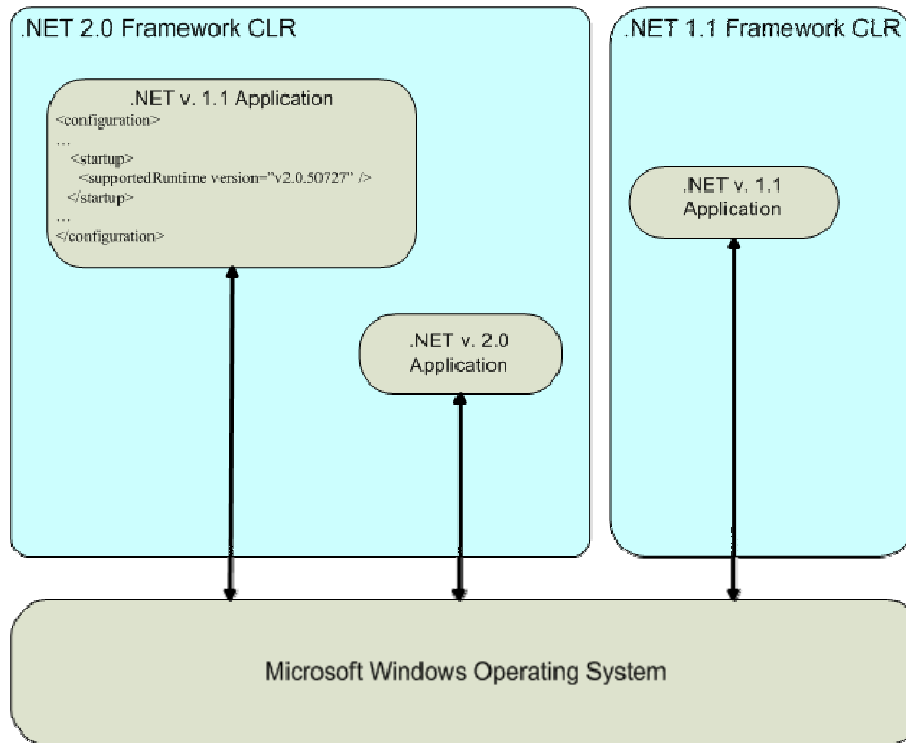 .NET 2.0 Framework CLR
.NET v. 1.1 Application
<configuration>
...
<startup>
<supportedRuntime version="v2.0.50727" />
</startup>
...
</configuration>
.NET v. 2.0
Application
.NET 1.1 Framework CLR
.NET v. 1.1
Application
Microsoft Windows Operating System